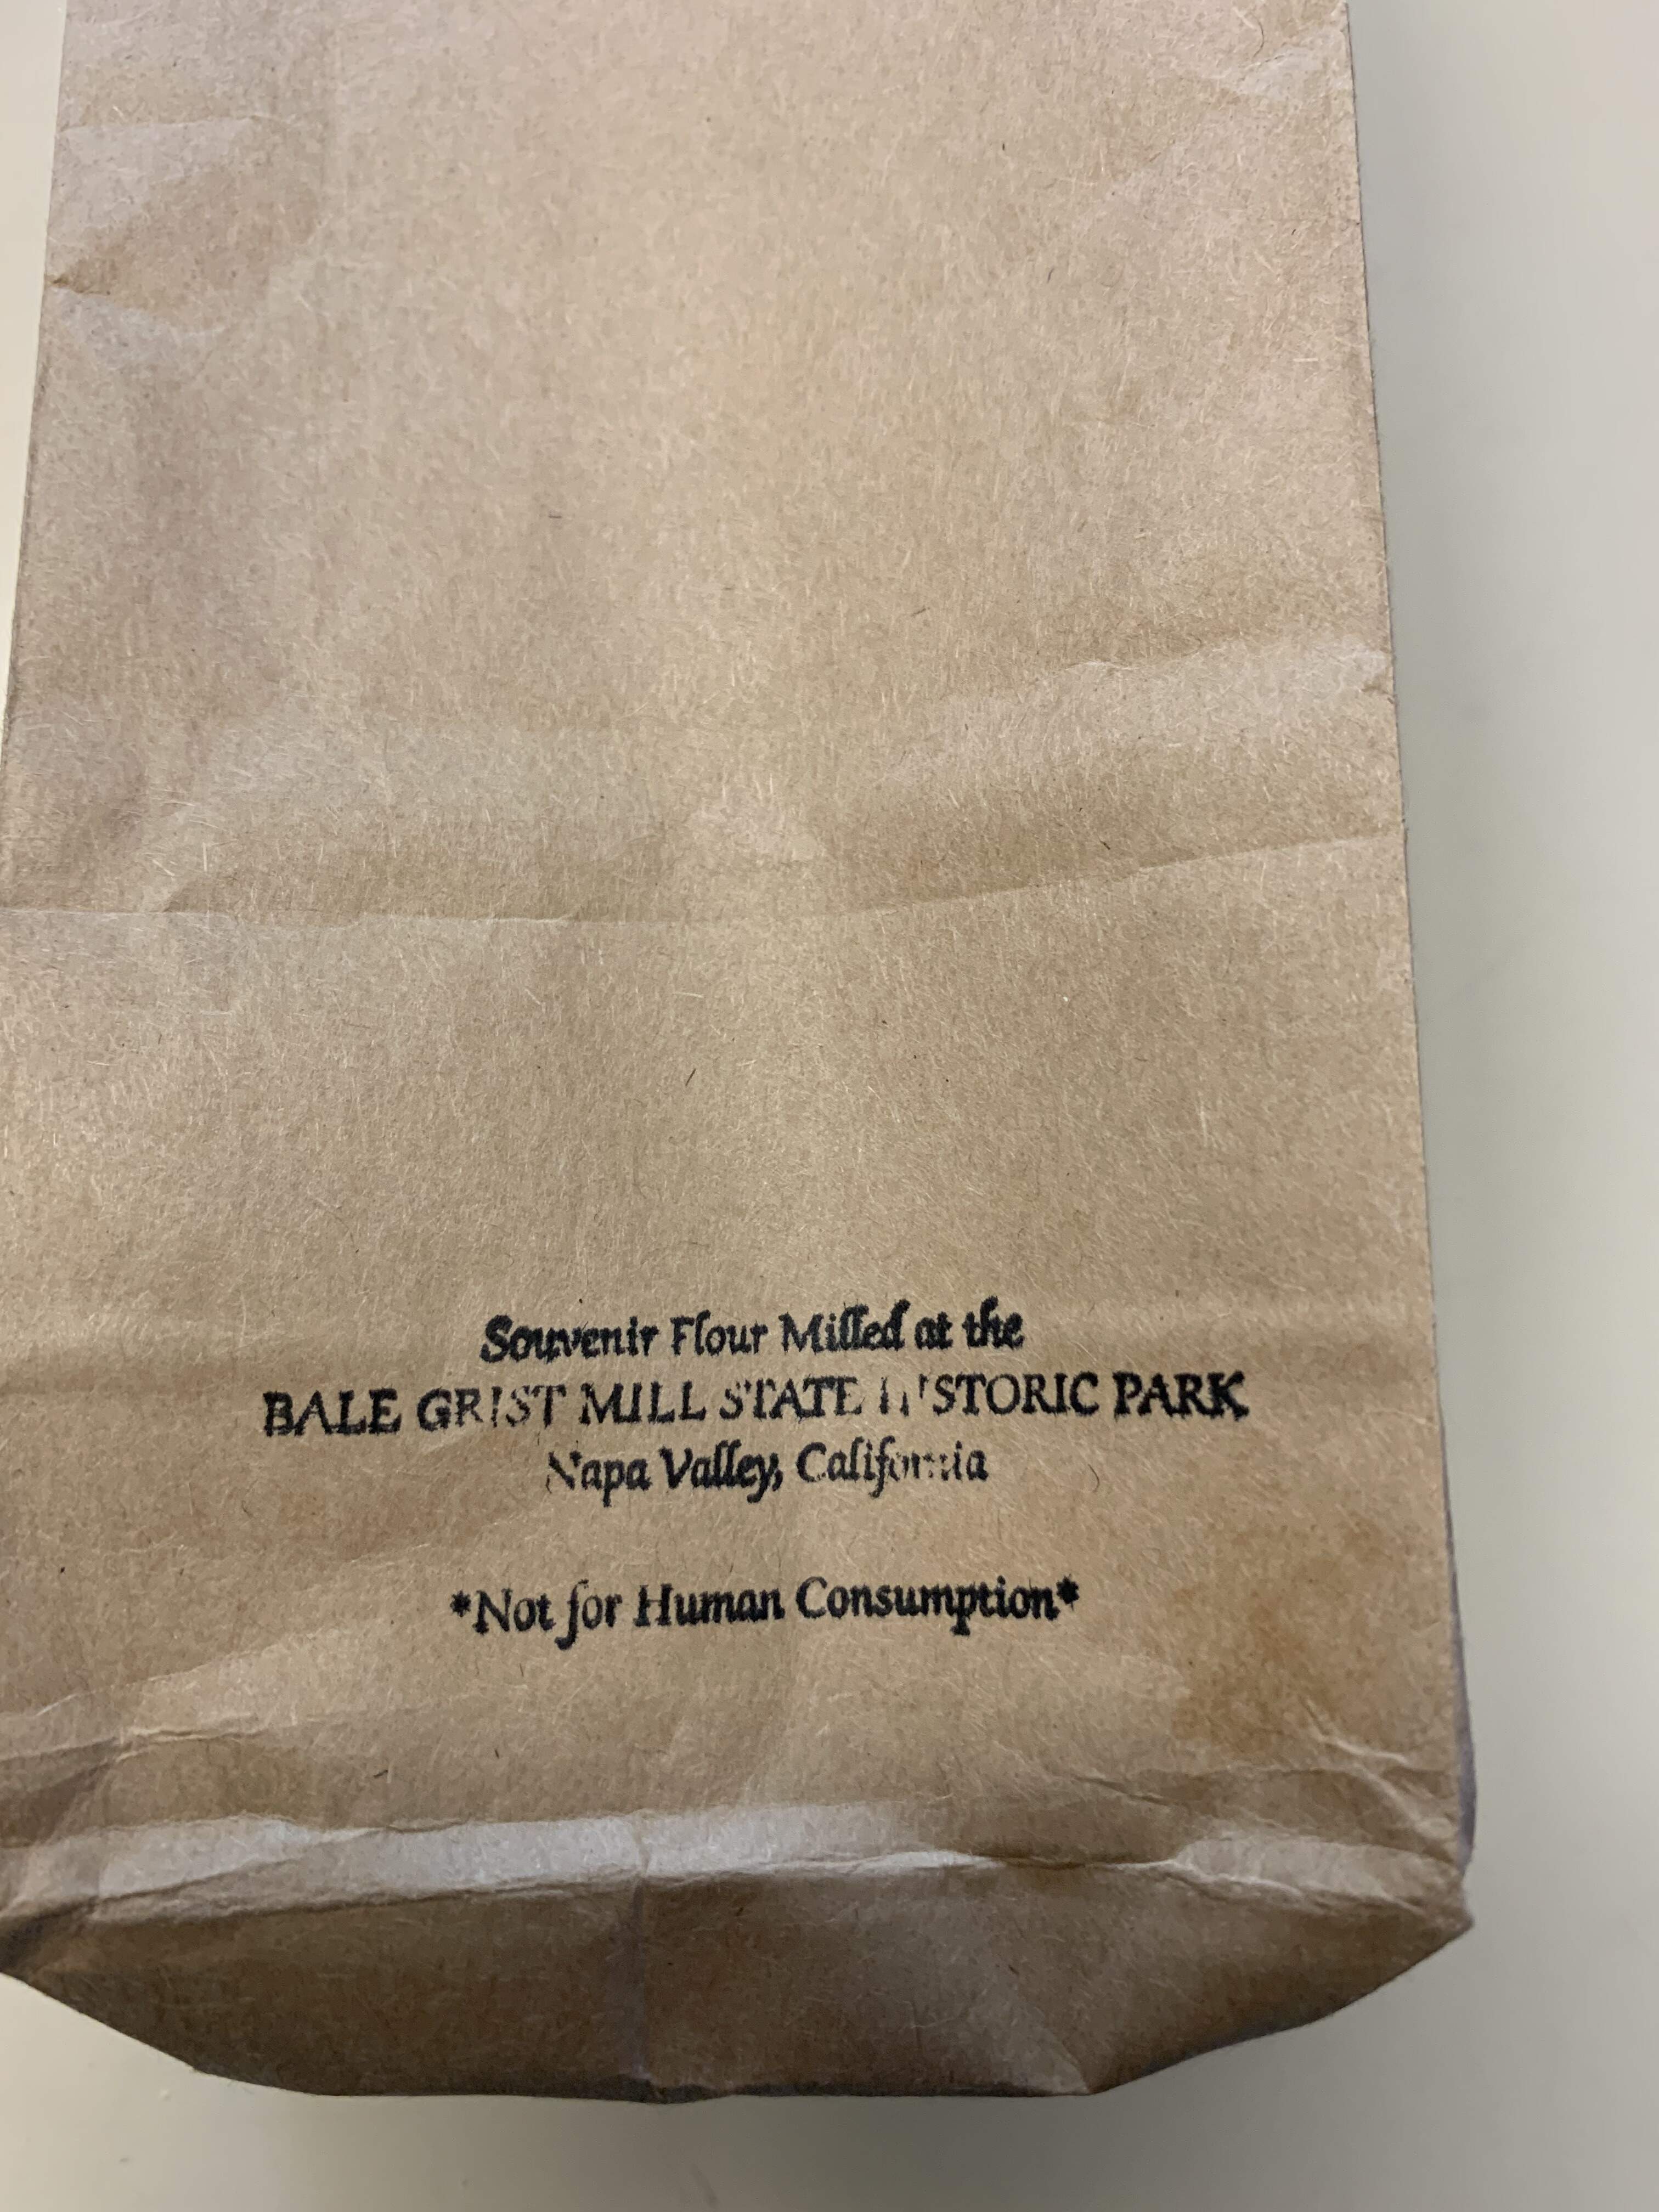 Souvenir Flour Milled at the
BALE GRIST MILL STATE HISTORIC PARK
Napa Valley, California
*Not for Human Consumption*